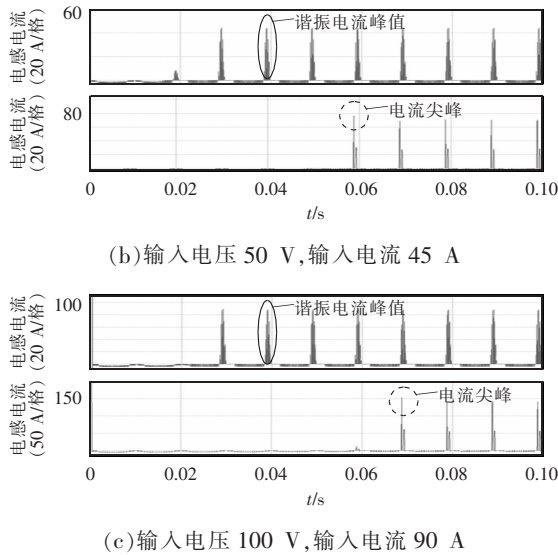 60
电感电流
(20 A/格)
谐振电流峰值
80
电感电流
(20 A/格)
电流尖峰
0 0.02 0.04 0.06 0.08 0.10
t/s
(b)输入电压 50 V,输入电流 45 A
100
电感电流
(20 A/格)
谐振电流峰值
150
电感电流
(50 A/格)
电流尖峰
0 0.02 0.04 0.06 0.08 0.10
t/s
(c)输入电压 100 V,输入电流 90 A